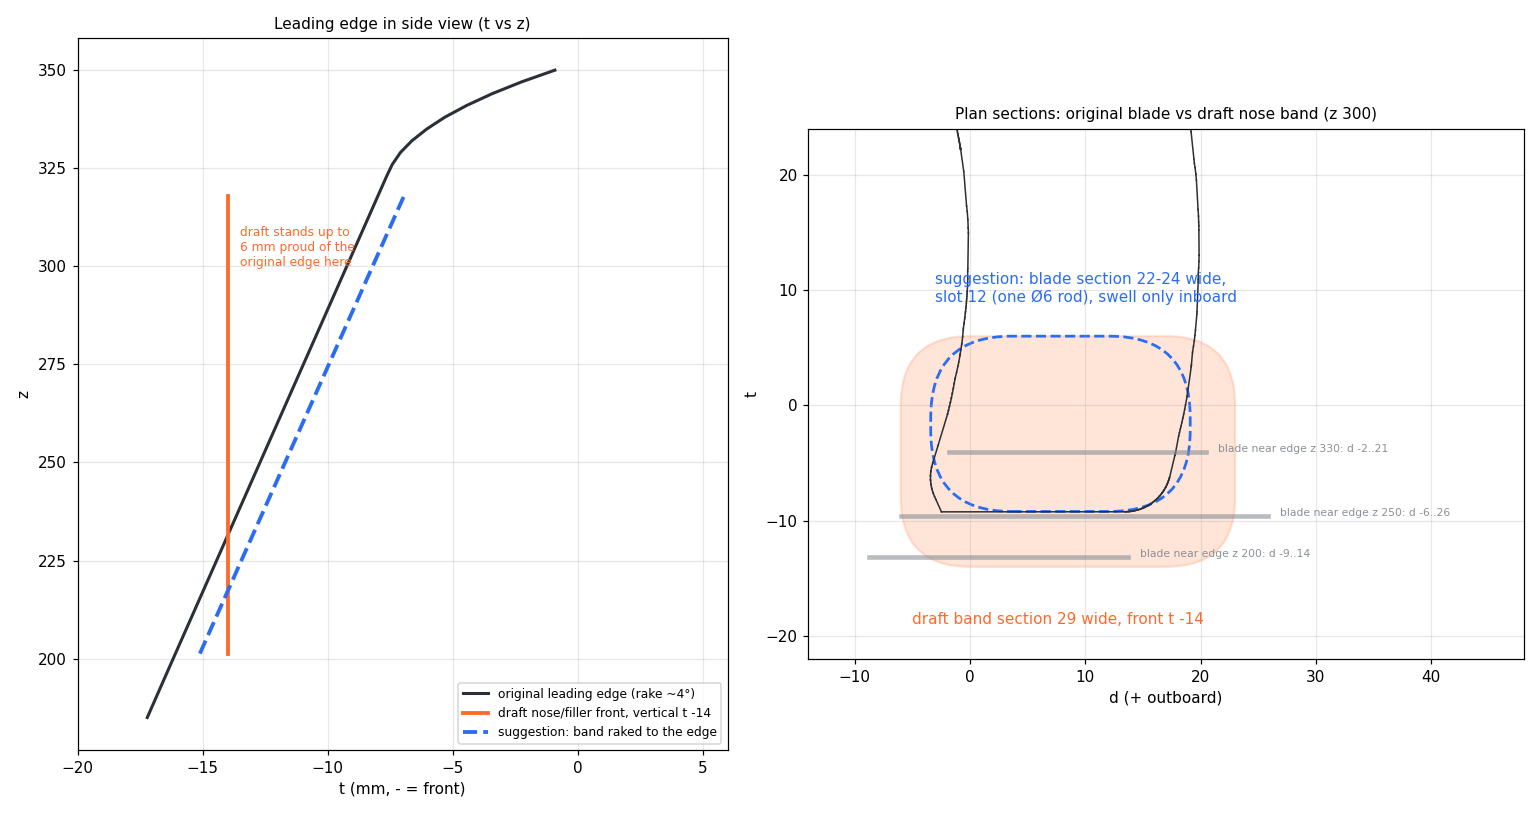 Leading edge in side view (t vs z)
350
325
300
275
250
225
200
z
draft stands up to
6 mm proud of the
original edge here
original leading edge (rake ~4°)
draft nose/filler front, vertical t -14
suggestion: band raked to the edge
−20
−15
−10
−5
0
5
t (mm, - = front)
Plan sections: original blade vs draft nose band (z 300)
20
10
0
−10
−20
t
suggestion: blade section 22-24 wide,
slot 12 (one Ø6 rod), swell only inboard
blade near edge z 330: d -2..21
blade near edge z 250: d -6..26
blade near edge z 200: d -9..14
draft band section 29 wide, front t -14
−10
0
10
20
30
40
d (+ outboard)